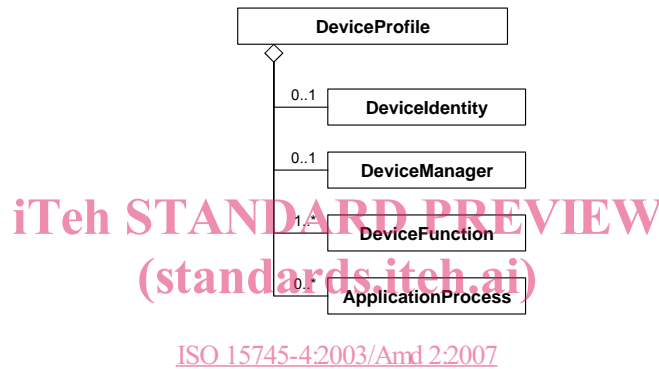 DeviceProfile
0..1
DeviceIdentity
0..1
DeviceManager
iTeh STANDARD PREVIEW
1..*
DeviceFunction
(standards.iteh.ai)
0..*
ApplicationProcess
ISO 15745-4:2003/Amd 2:2007